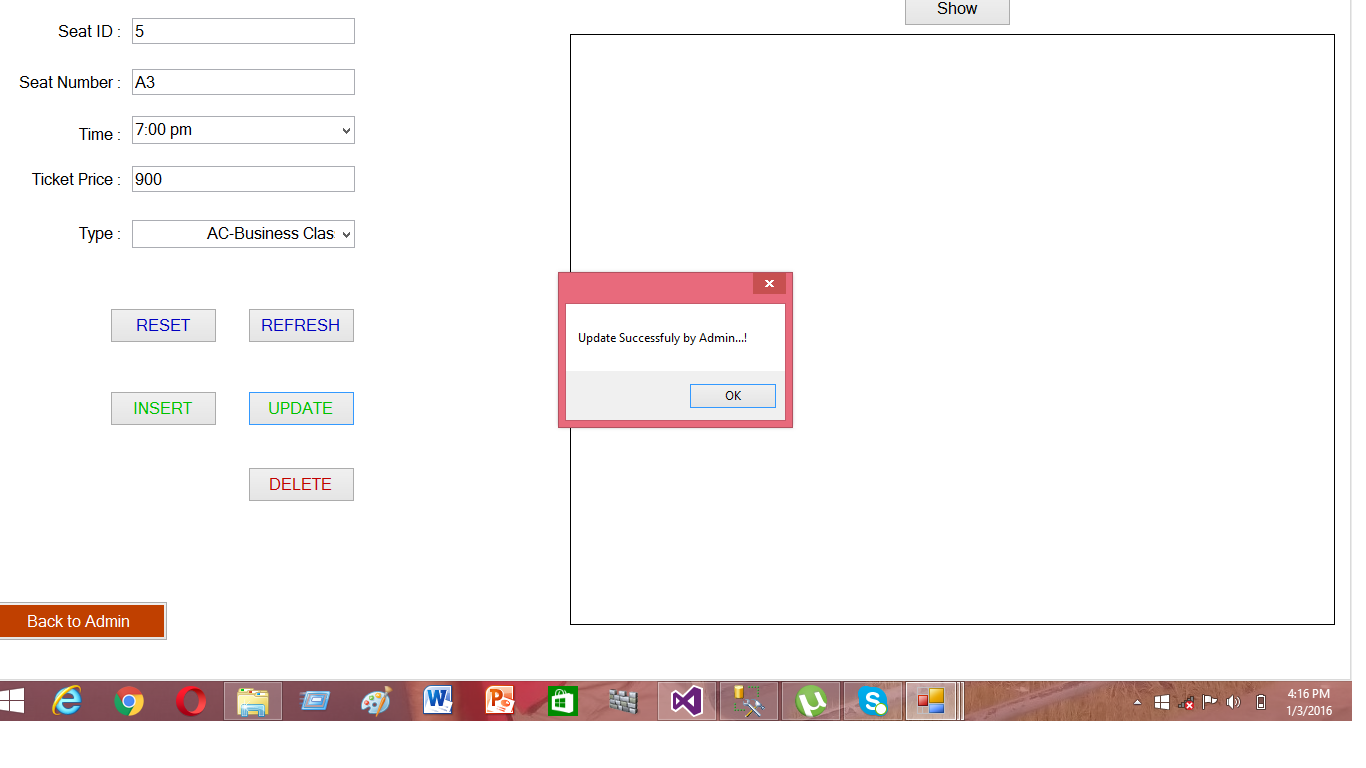 Show
Seat ID : 5
Seat Number : A3
Time : 7:00 pm
Ticket Price : 900
Type : AC-Business Clas
RESET REFRESH
Update Successfuly by Admin...!
OK
INSERT UPDATE
DELETE
Back to Admin
4:16 PM
1/3/2016